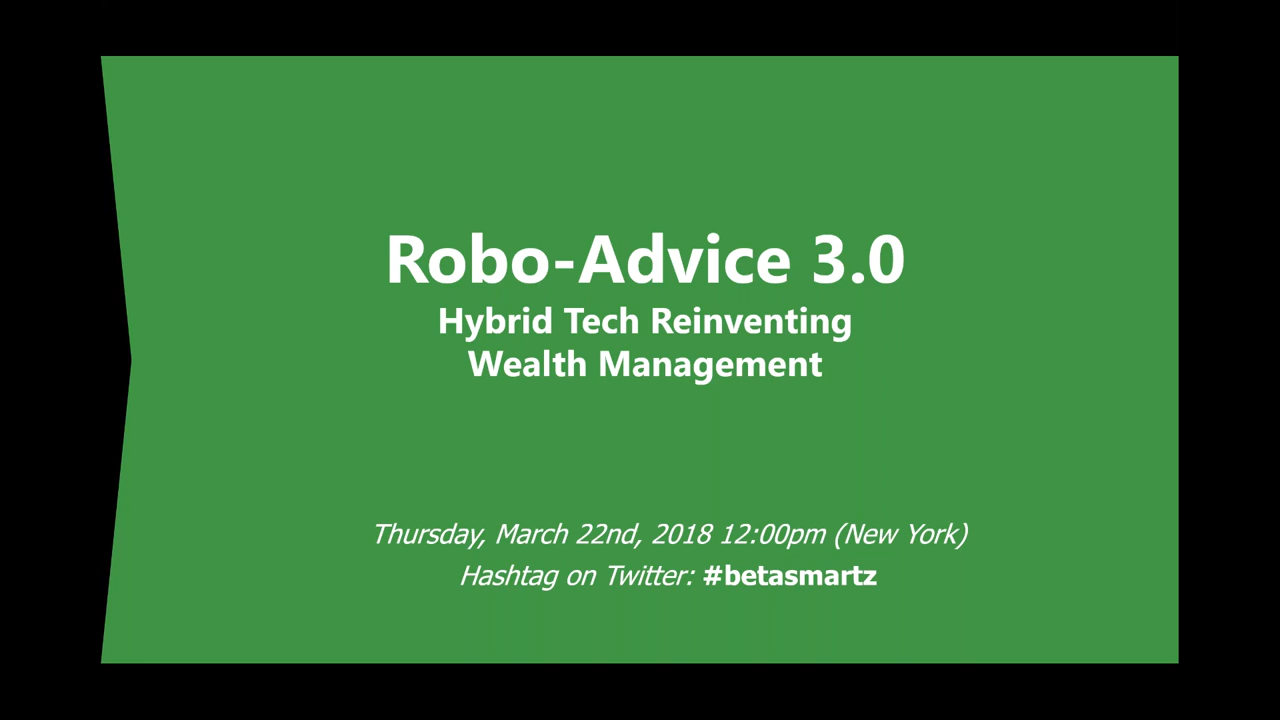 Robo-Advice 3.0
Hybrid Tech Reinventing
Wealth Management
Thursday, March 22nd, 2018 12:00pm (New York)
Hashtag on Twitter: #betasmartz